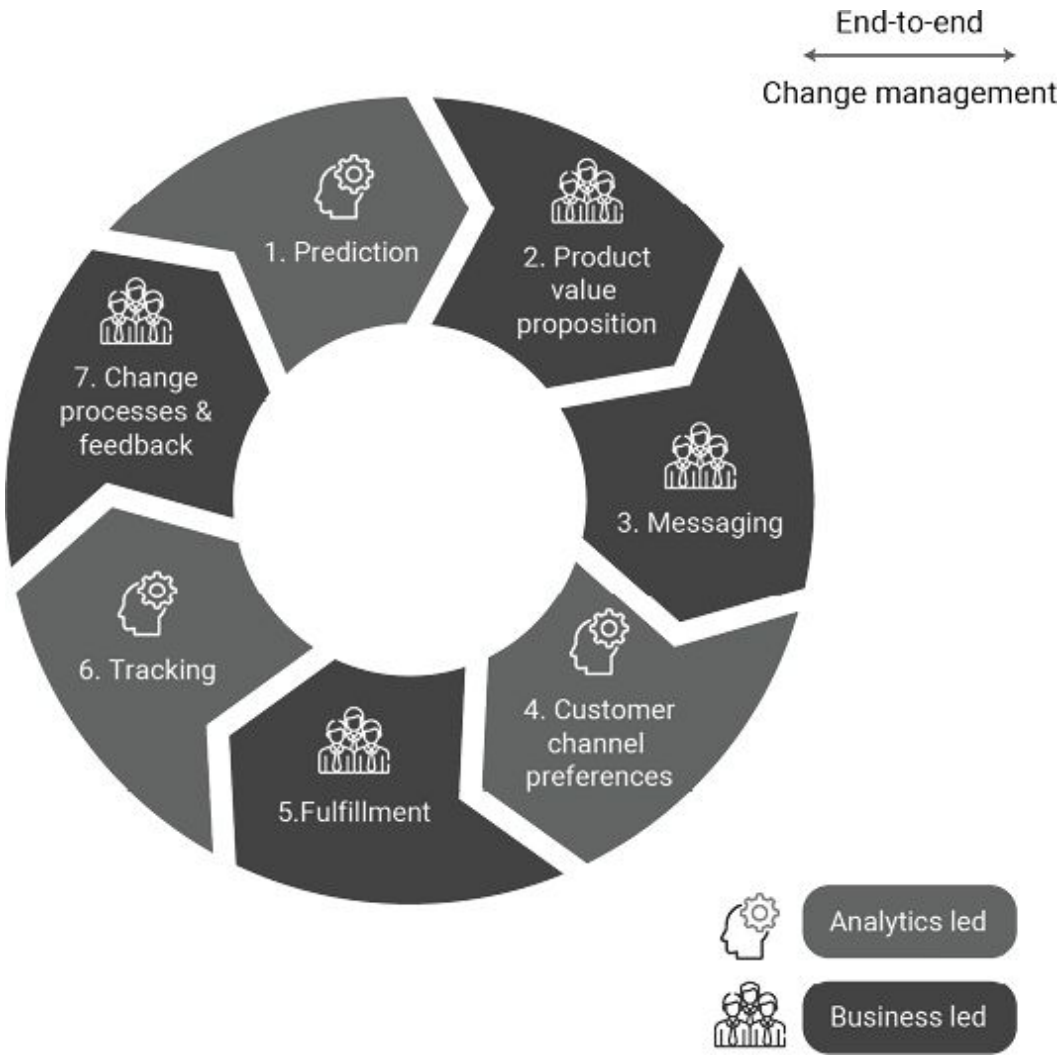 End-to-end
Change management
1. Prediction
2. Product
value
proposition
3. Messaging
4. Customer
channel
preferences
5.Fulfillment
6. Tracking
7. Change
processes &
feedback
Analytics led
Business led